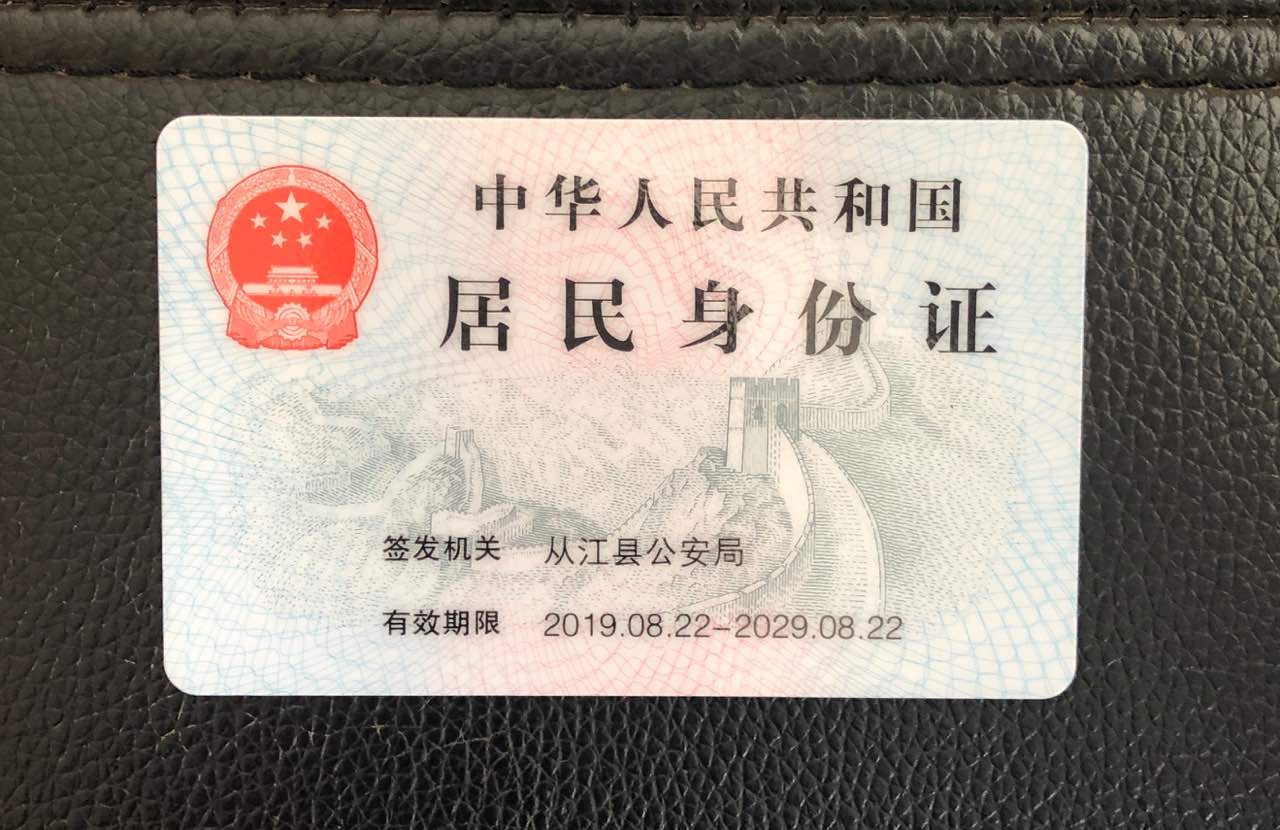 中华人民共和国
居民身份证
签发机关 从江县公安局
有效期限 2019.08.22-2029.08.22